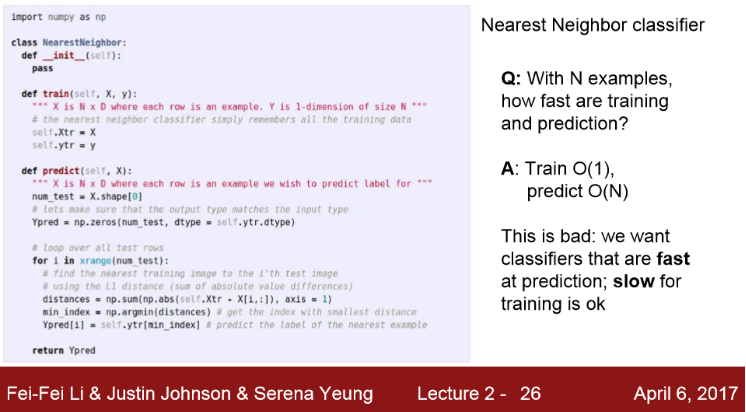 import numpy as np
class NearestNeighbor:
def __init__(self):
pass
def train(self, X, y):
""" X is N x D where each row is an example. Y is 1-dimension of size N """
# the nearest neighbor classifier simply remembers all the training data
self.Xtr = X
self.ytr = y
def predict(self, X):
""" X is N x D where each row is an example we wish to predict label for """
num_test = X.shape[0]
# lets make sure that the output type matches the input type
Ypred = np.zeros(num_test, dtype = self.ytr.dtype)
# loop over all test rows
for i in xrange(num_test):
# find the nearest training image to the i'th test image
# using the L1 distance (sum of absolute value differences)
distances = np.sum(np.abs(self.Xtr - X[i,:]), axis = 1)
min_index = np.argmin(distances) # get the index with smallest distance
Ypred[i] = self.ytr[min_index] # predict the label of the nearest example
return Ypred
Nearest Neighbor classifier
Q: With N examples,
how fast are training
and prediction?
A: Train O(1),
predict O(N)
This is bad: we want
classifiers that are fast
at prediction; slow for
training is ok
Fei-Fei Li & Justin Johnson & Serena Yeung Lecture 2 - 26 April 6, 2017